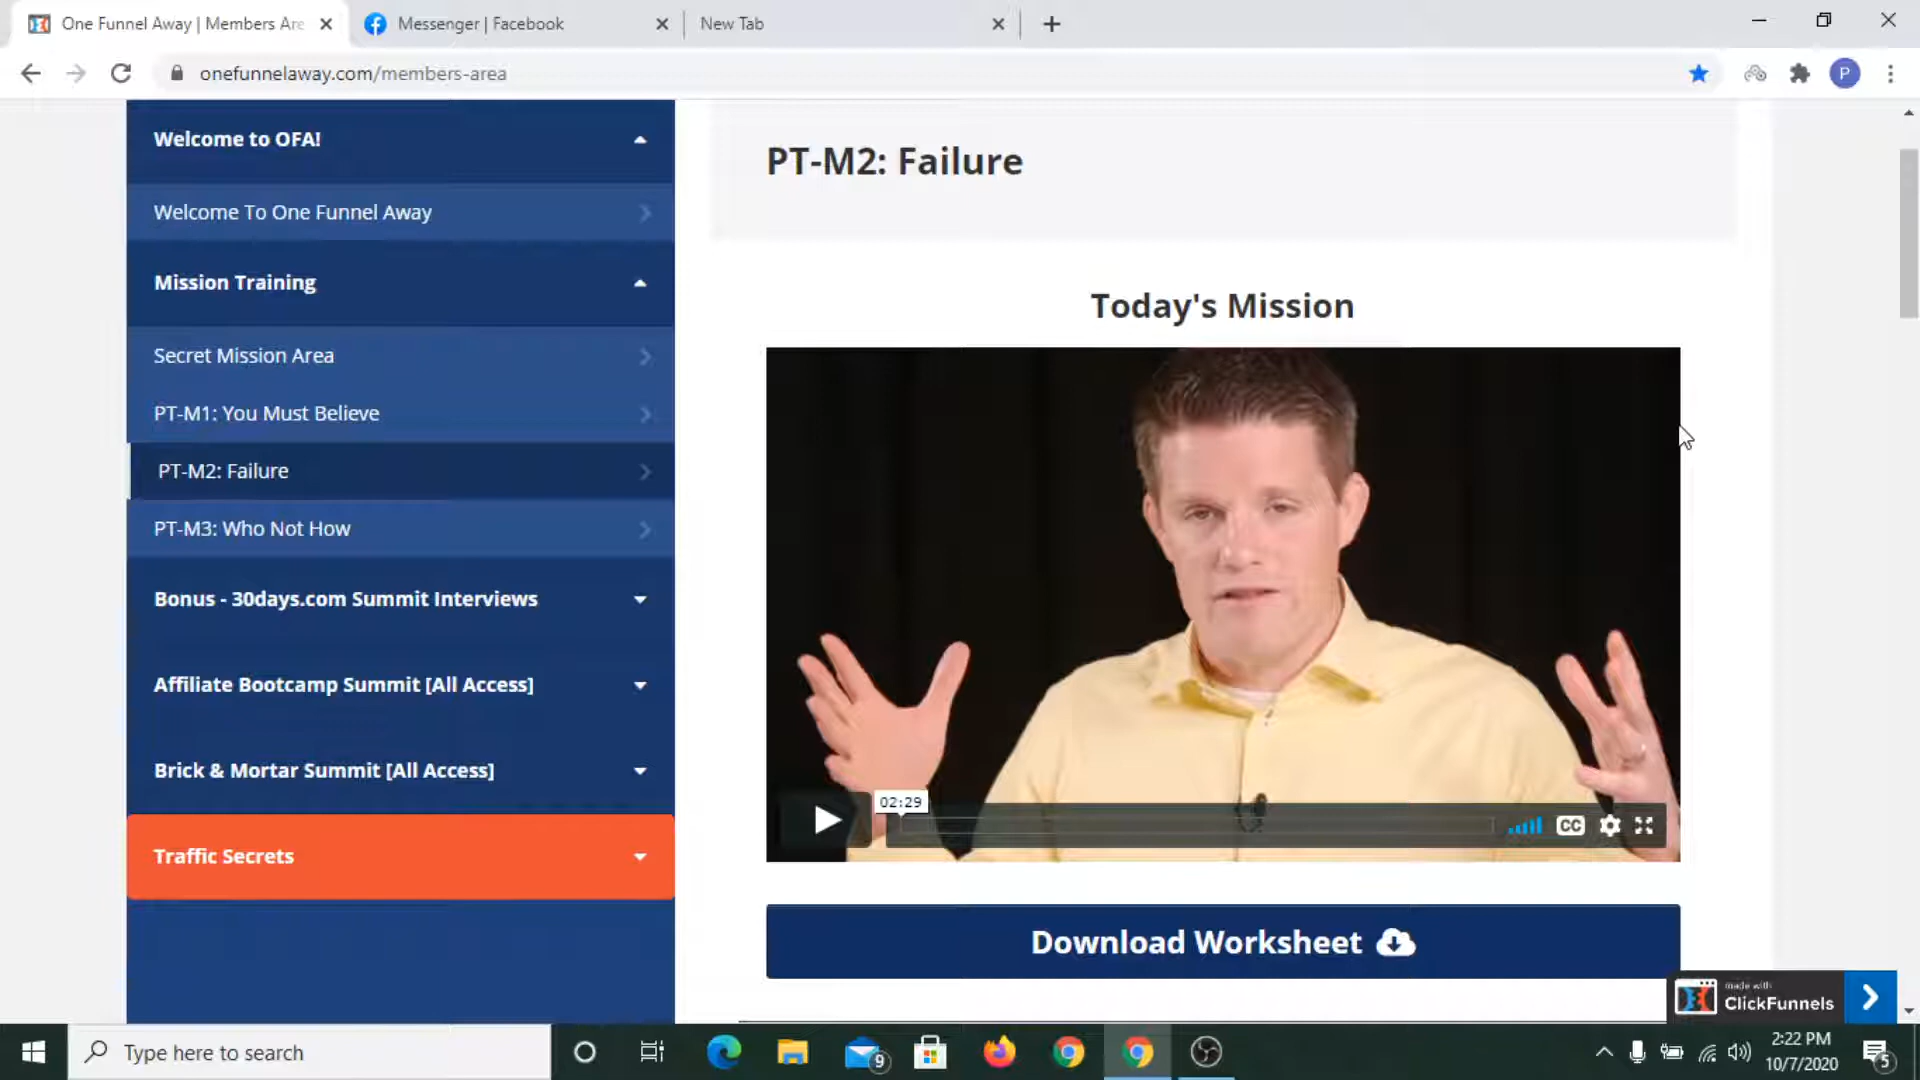 One Funnel Away | Members Are
Messenger | Facebook
New Tab
onefunnelaway.com/members-area
P
Welcome to OFA!
Welcome To One Funnel Away
Mission Training
Secret Mission Area
PT-M1: You Must Believe
PT-M2: Failure
PT-M3: Who Not How
Bonus - 30days.com Summit Interviews
Affiliate Bootcamp Summit [All Access]
Brick & Mortar Summit [All Access]
Traffic Secrets
PT-M2: Failure
Today's Mission
02:29
CC
Download Worksheet
made with
ClickFunnels
Type here to search
9
2:22 PM
10/7/2020
5